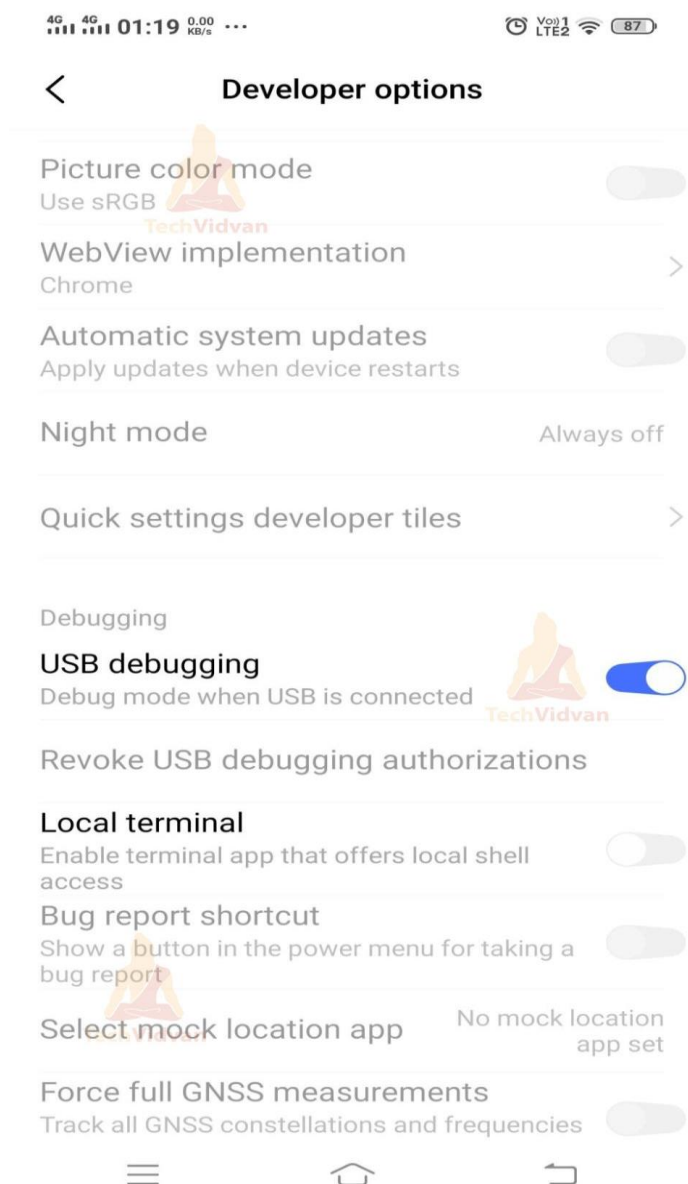 4G 4G 01:19 0.00 KB/s ... Vo)) 1 LTE2 87
Developer options
Picture color mode
Use sRGB
TechVidvan
WebView implementation
Chrome
Automatic system updates
Apply updates when device restarts
Night mode Always off
Quick settings developer tiles
Debugging
USB debugging
Debug mode when USB is connected
TechVidvan
Revoke USB debugging authorizations
Local terminal
Enable terminal app that offers local shell
access
Bug report shortcut
Show a button in the power menu for taking a
bug report
Select mock location app No mock location
app set
TechVidvan
Force full GNSS measurements
Track all GNSS constellations and frequencies